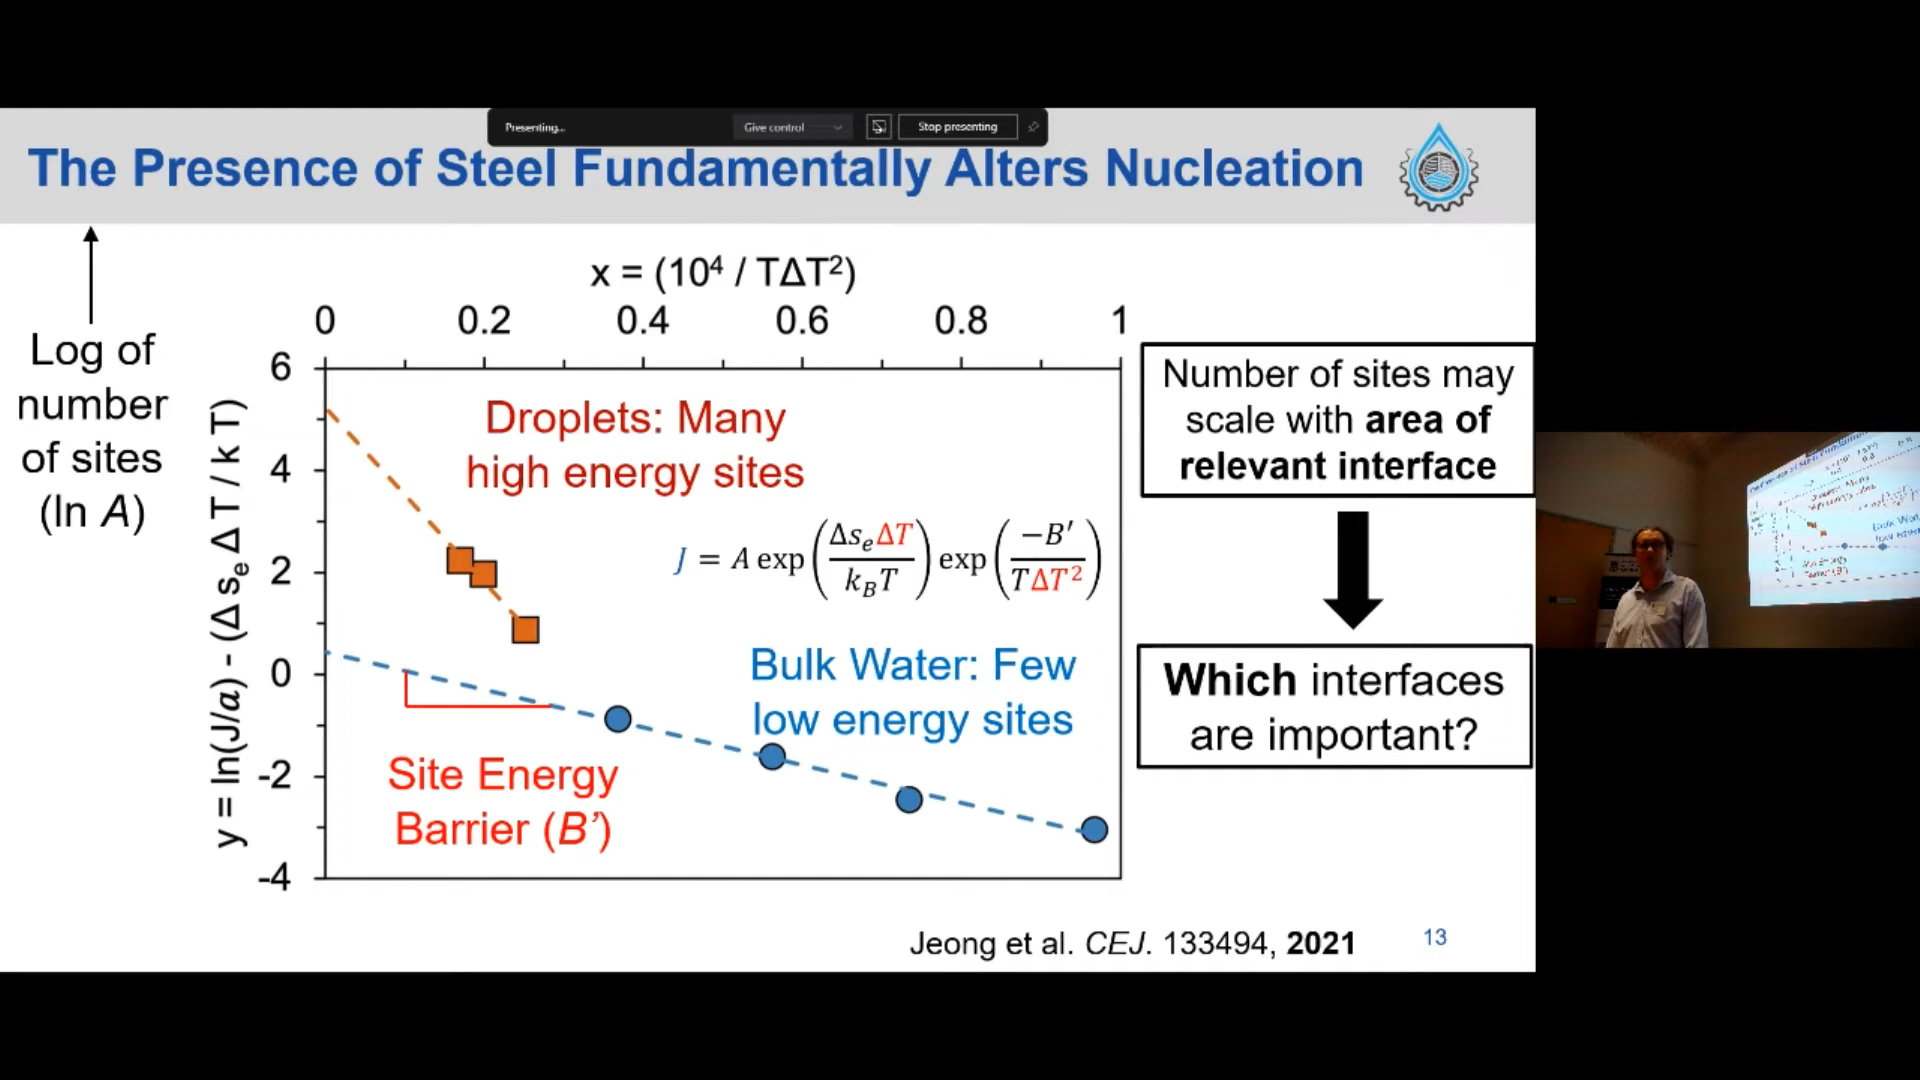 Presenting...
Give control
Stop presenting
The Presence of Steel Fundamentally Alters Nucleation
x = (10⁴ / TΔT²)
0 0.2 0.4 0.6 0.8 1
Log of
number
of sites
(ln A)
y = ln(J/a) - (Δ sₑ Δ T / k T)
6
4
2
0
-2
-4
Droplets: Many
high energy sites
J = A exp(ΔsₑΔT / k_BT) exp(−B′ / TΔT²)
Bulk Water: Few
low energy sites
Site Energy
Barrier (B’)
Number of sites may
scale with area of
relevant interface
Which interfaces
are important?
Jeong et al. CEJ. 133494, 2021
13